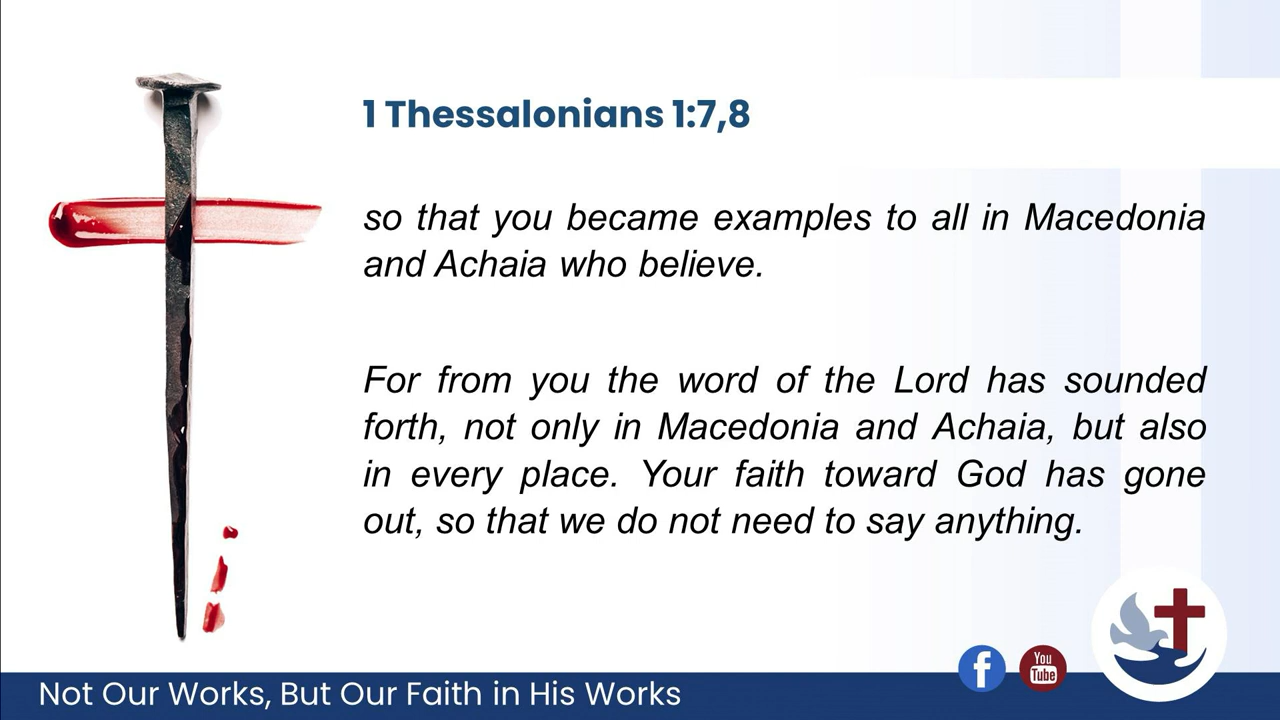 1 Thessalonians 1:7,8
so that you became examples to all in Macedonia
and Achaia who believe.
For from you the word of the Lord has sounded
forth, not only in Macedonia and Achaia, but also
in every place. Your faith toward God has gone
out, so that we do not need to say anything.
f
You
Tube
Not Our Works, But Our Faith in His Works